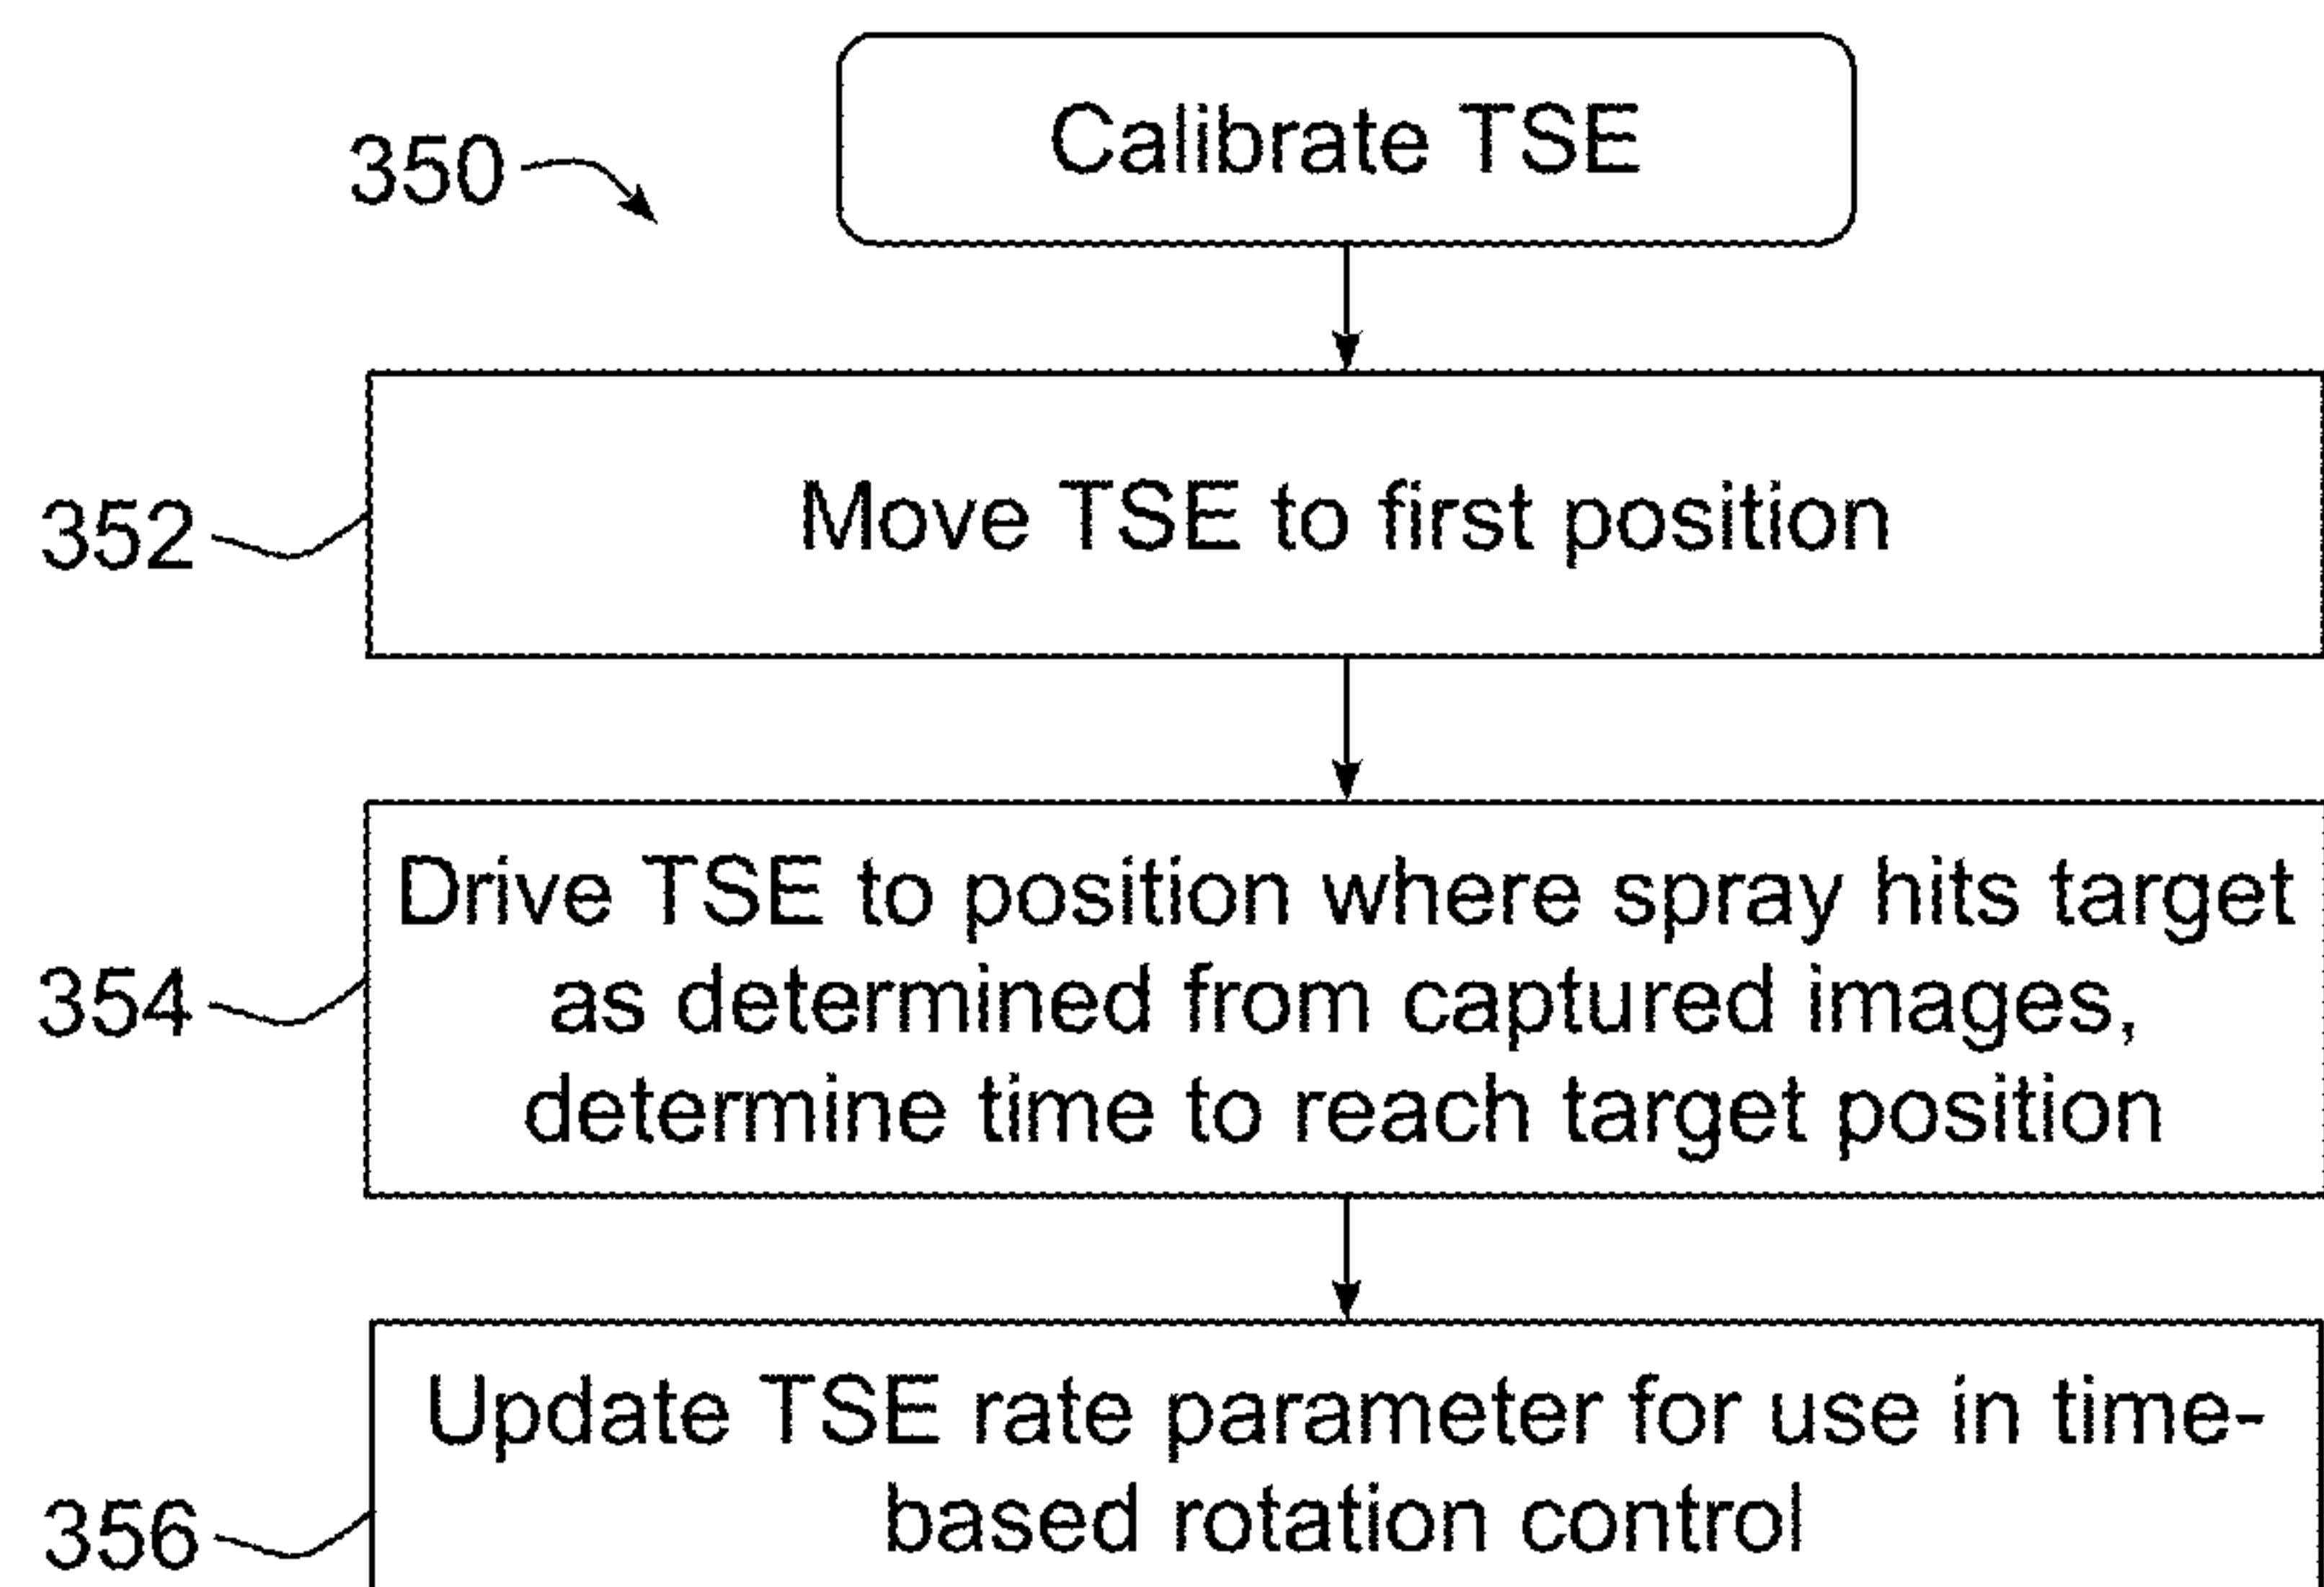 Calibrate TSE
350
Move TSE to first position
352
Drive TSE to position where spray hits target
as determined from captured images,
determine time to reach target position
354
Update TSE rate parameter for use in time-
based rotation control
356